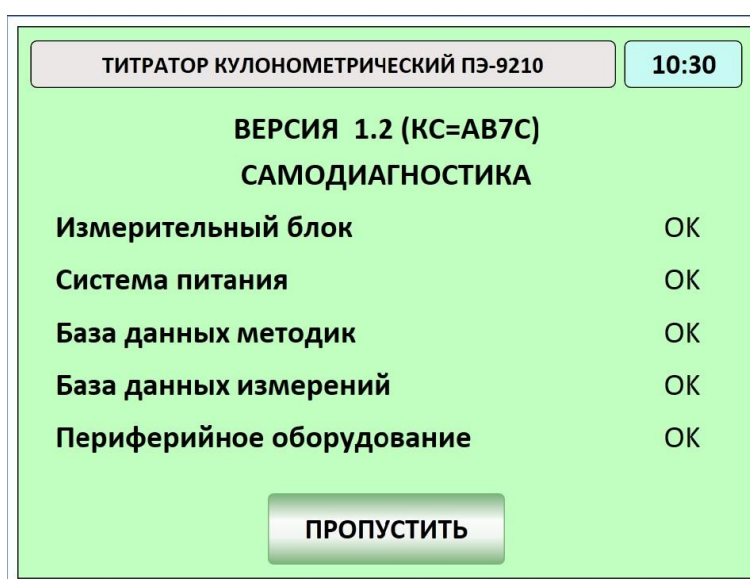 ТИТРАТОР КУЛОНОМЕТРИЧЕСКИЙ ПЭ-9210 10:30
ВЕРСИЯ 1.2 (КС=AB7C)
САМОДИАГНОСТИКА
Измерительный блок ОК
Система питания ОК
База данных методик ОК
База данных измерений ОК
Периферийное оборудование ОК
ПРОПУСТИТЬ